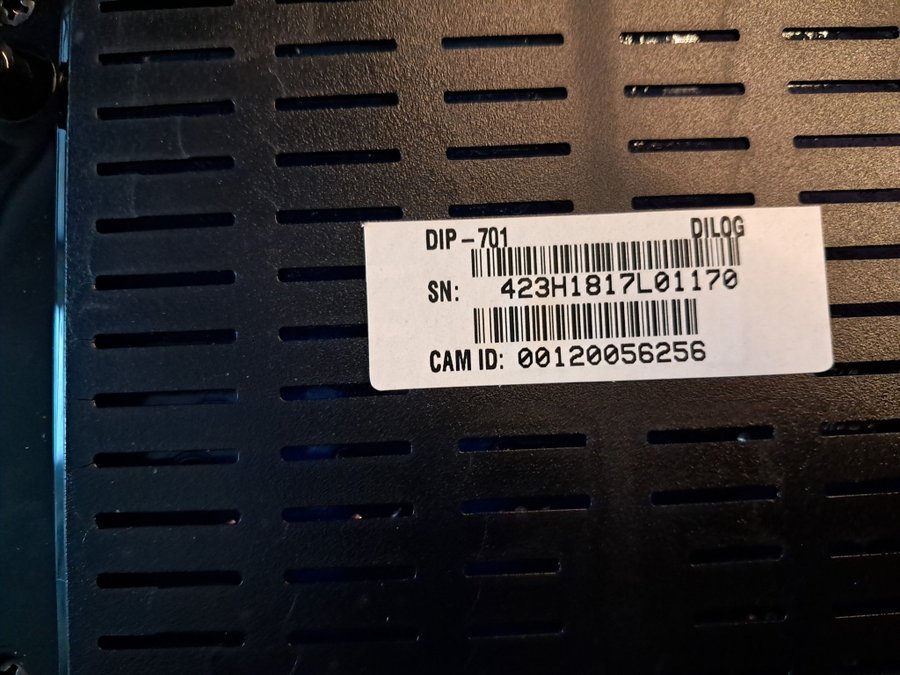 DIP-701 DILOG
SN: 423H1817L01170
CAM ID: 00120056256